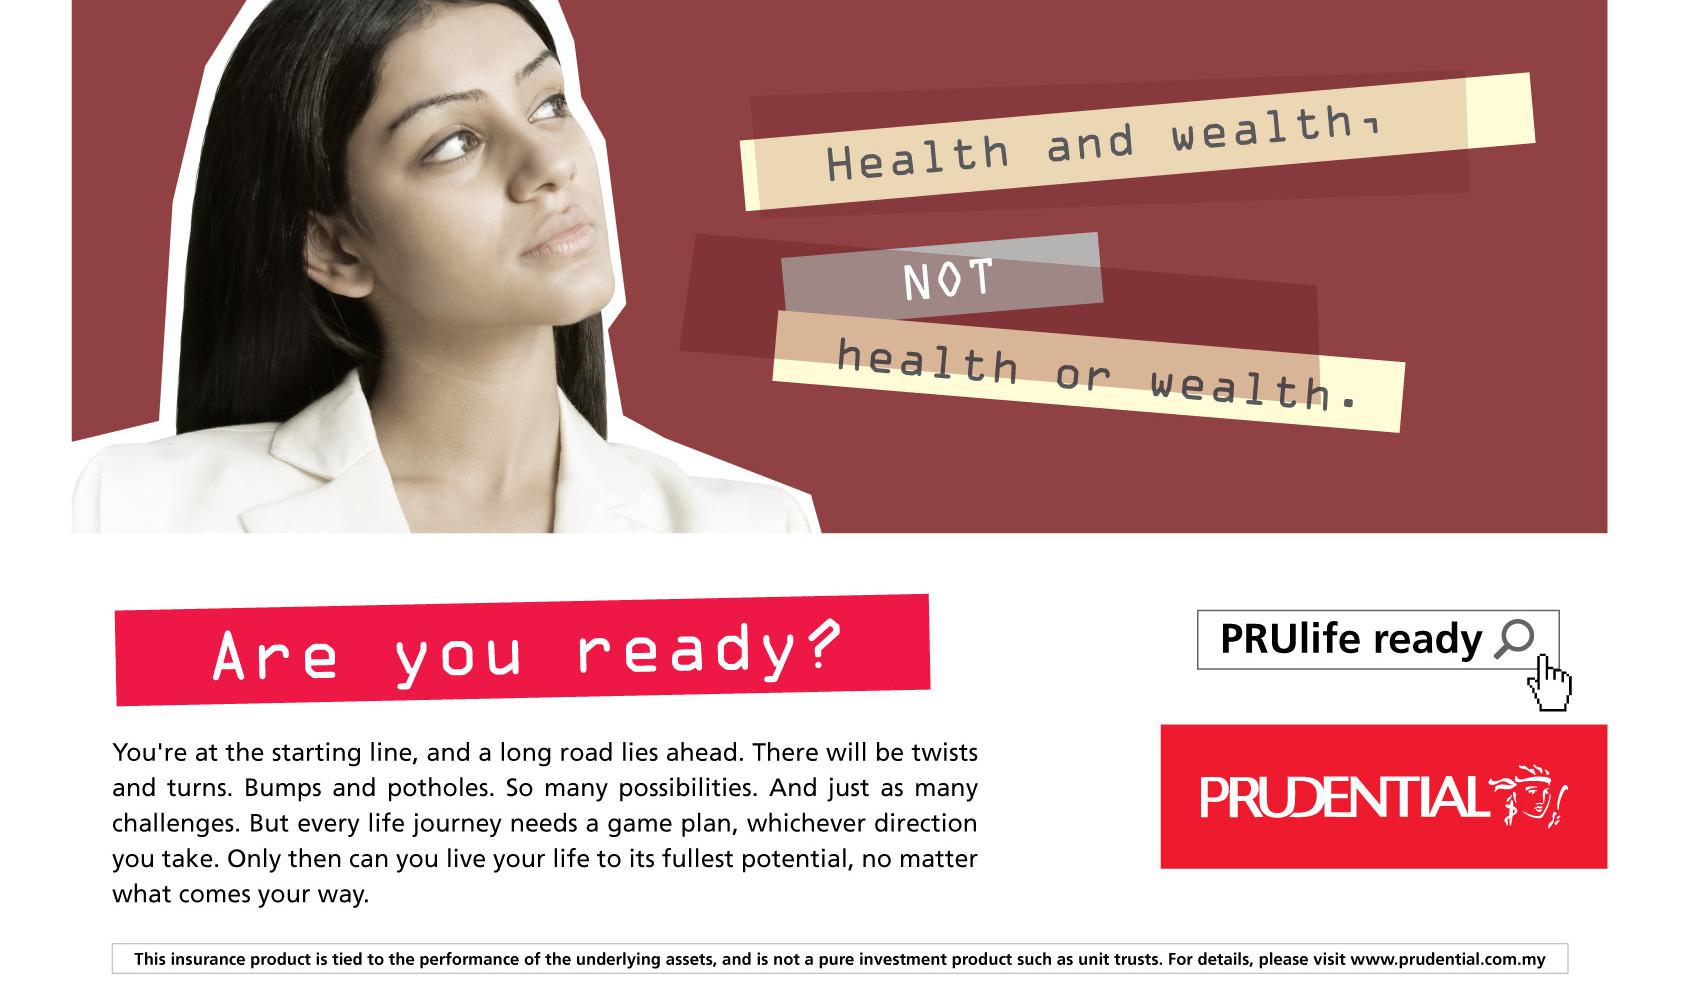 Health and wealth,
NOT
health or wealth.
Are you ready?
PRUlife ready
You're at the starting line, and a long road lies ahead. There will be twists
and turns. Bumps and potholes. So many possibilities. And just as many
challenges. But every life journey needs a game plan, whichever direction
you take. Only then can you live your life to its fullest potential, no matter
what comes your way.
PRUDENTIAL
This insurance product is tied to the performance of the underlying assets, and is not a pure investment product such as unit trusts. For details, please visit www.prudential.com.my